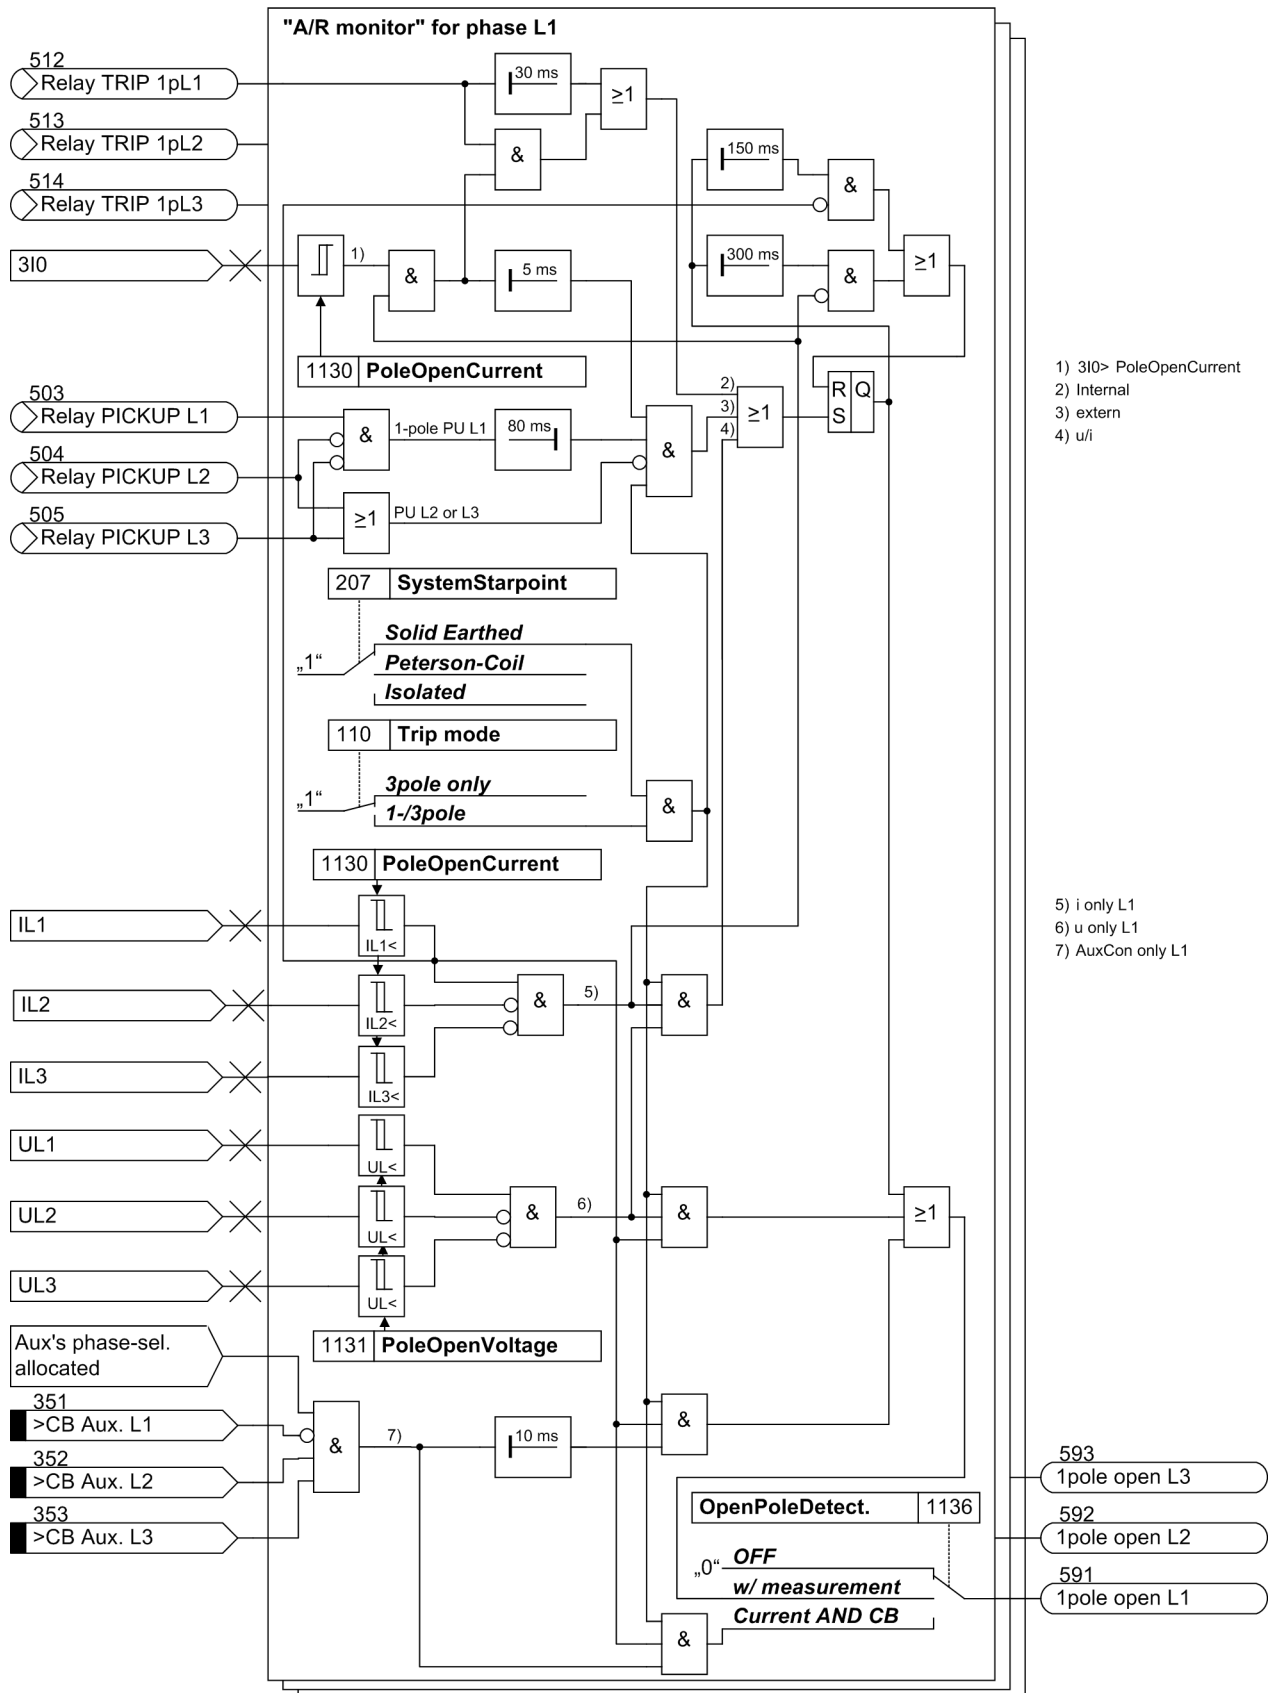 "A/R monitor" for phase L1
512
Relay TRIP 1pL1
30 ms
≥1
513
Relay TRIP 1pL2
&
150 ms
&
514
Relay TRIP 1pL3
3I0
1)
&
5 ms
300 ms
&
≥1
1130 PoleOpenCurrent
1) 3I0> PoleOpenCurrent
2) Internal
3) extern
4) u/i
503
Relay PICKUP L1
&
1-pole PU L1
80 ms
&
2)
3)
4)
≥1
R Q
S
504
Relay PICKUP L2
505
Relay PICKUP L3
≥1
PU L2 or L3
207 SystemStarpoint
„1“
Solid Earthed
Peterson-Coil
Isolated
110 Trip mode
„1“
3pole only
1-/3pole
&
1130 PoleOpenCurrent
IL1
IL1<
5) i only L1
6) u only L1
7) AuxCon only L1
IL2
IL2<
&
5)
&
IL3
IL3<
UL1
UL<
UL2
UL<
&
6)
&
≥1
UL3
UL<
1131 PoleOpenVoltage
Aux's phase-sel.
allocated
351
>CB Aux. L1
&
7)
10 ms
&
352
>CB Aux. L2
353
>CB Aux. L3
593
1pole open L3
OpenPoleDetect. 1136
592
1pole open L2
„0“ OFF
w/ measurement
Current AND CB
591
1pole open L1
&